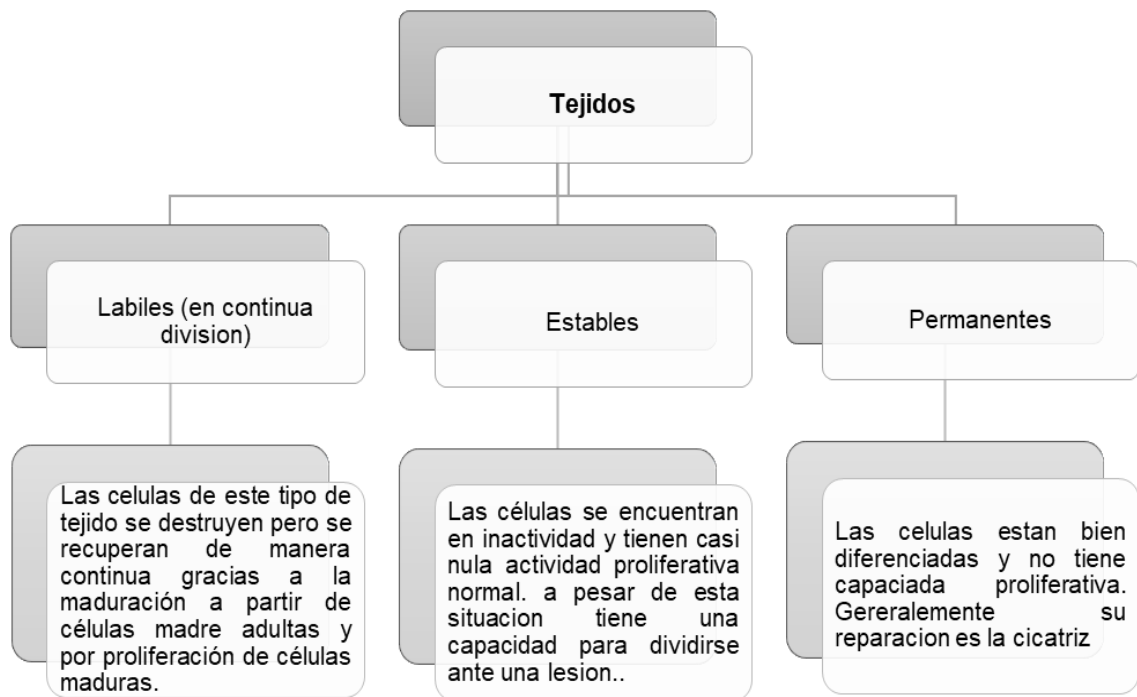 Tejidos
Labiles (en continua
division)
Estables
Permanentes
Las celulas de este tipo de
tejido se destruyen pero se
recuperan de manera
continua gracias a la
maduración a partir de
células madre adultas y
por proliferación de células
maduras.
Las células se encuentran
en inactividad y tienen casi
nula actividad proliferativa
normal. a pesar de esta
situacion tiene una
capacidad para dividirse
ante una lesion..
Las celulas estan bien
diferenciadas y no tiene
capaciada proliferativa.
Gereralemente su
reparacion es la cicatriz